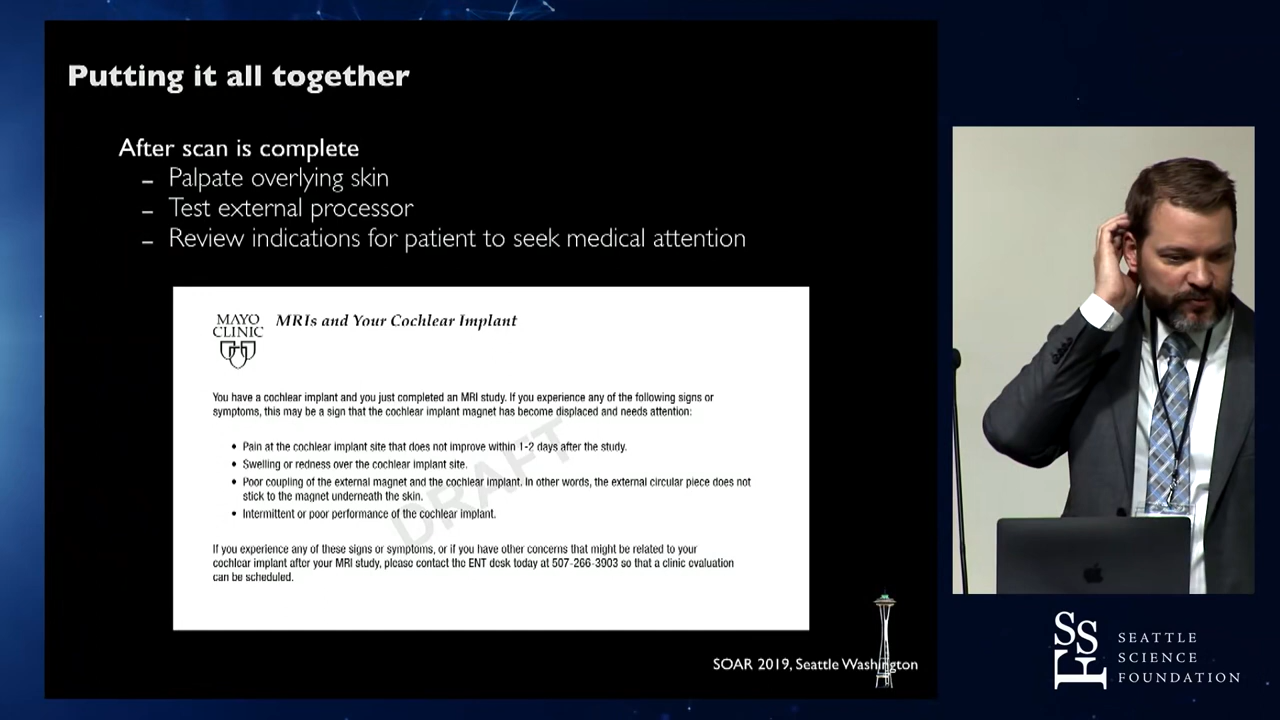 Putting it all together
After scan is complete
– Palpate overlying skin
– Test external processor
– Review indications for patient to seek medical attention
MAYO
CLINIC
MRIs and Your Cochlear Implant
You have a cochlear implant and you just completed an MRI study. If you experience any of the following signs or
symptoms, this may be a sign that the cochlear implant magnet has become displaced and needs attention:
• Pain at the cochlear implant site that does not improve within 1-2 days after the study.
• Swelling or redness over the cochlear implant site.
• Poor coupling of the external magnet and the cochlear implant. In other words, the external circular piece does not
stick to the magnet underneath the skin.
• Intermittent or poor performance of the cochlear implant.
DRAFT
If you experience any of these signs or symptoms, or if you have other concerns that might be related to your
cochlear implant after your MRI study, please contact the ENT desk today at 507-266-3903 so that a clinic evaluation
can be scheduled.
SOAR 2019, Seattle Washington
SSF
SEATTLE
SCIENCE
FOUNDATION